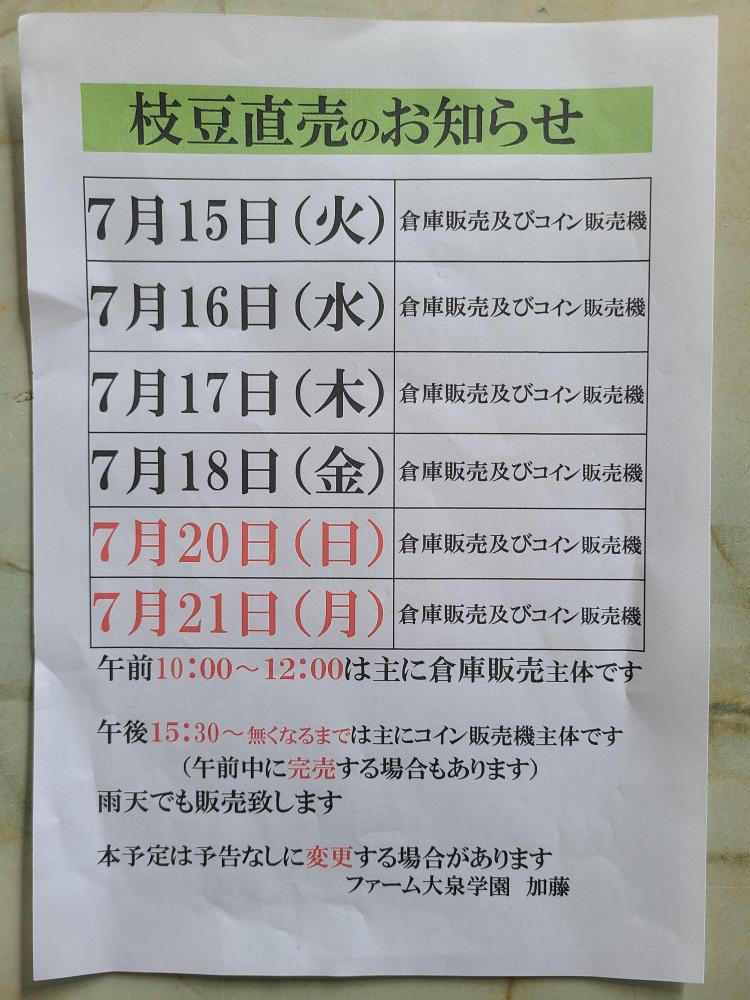 枝豆直売のお知らせ
7月15日(火) 倉庫販売及びコイン販売機
7月16日(水) 倉庫販売及びコイン販売機
7月17日(木) 倉庫販売及びコイン販売機
7月18日(金) 倉庫販売及びコイン販売機
7月20日(日) 倉庫販売及びコイン販売機
7月21日(月) 倉庫販売及びコイン販売機
午前10:00〜12:00は主に倉庫販売主体です
午後15:30〜無くなるまでは主にコイン販売機主体です
(午前中に完売する場合もあります)
雨天でも販売致します
本予定は予告なしに変更する場合があります
ファーム大泉学園 加藤